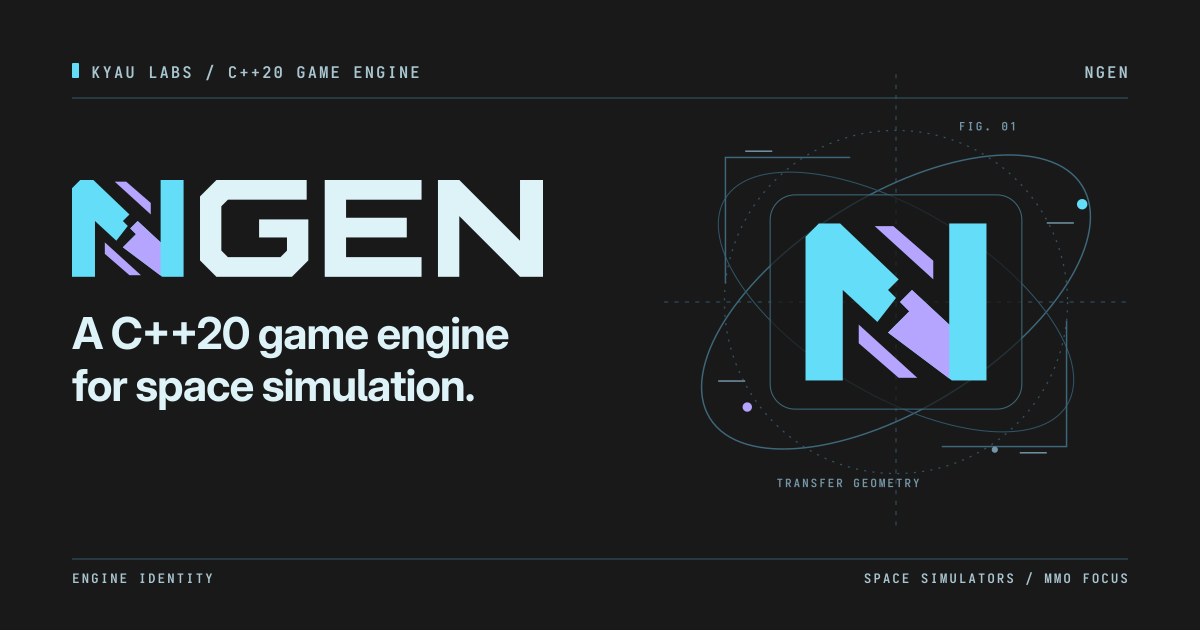 KYAU LABS / C++20 GAME ENGINE
NGEN
FIG. 01
NGEN
N
A C++20 game engine
for space simulation.
TRANSFER GEOMETRY
ENGINE IDENTITY
SPACE SIMULATORS / MMO FOCUS